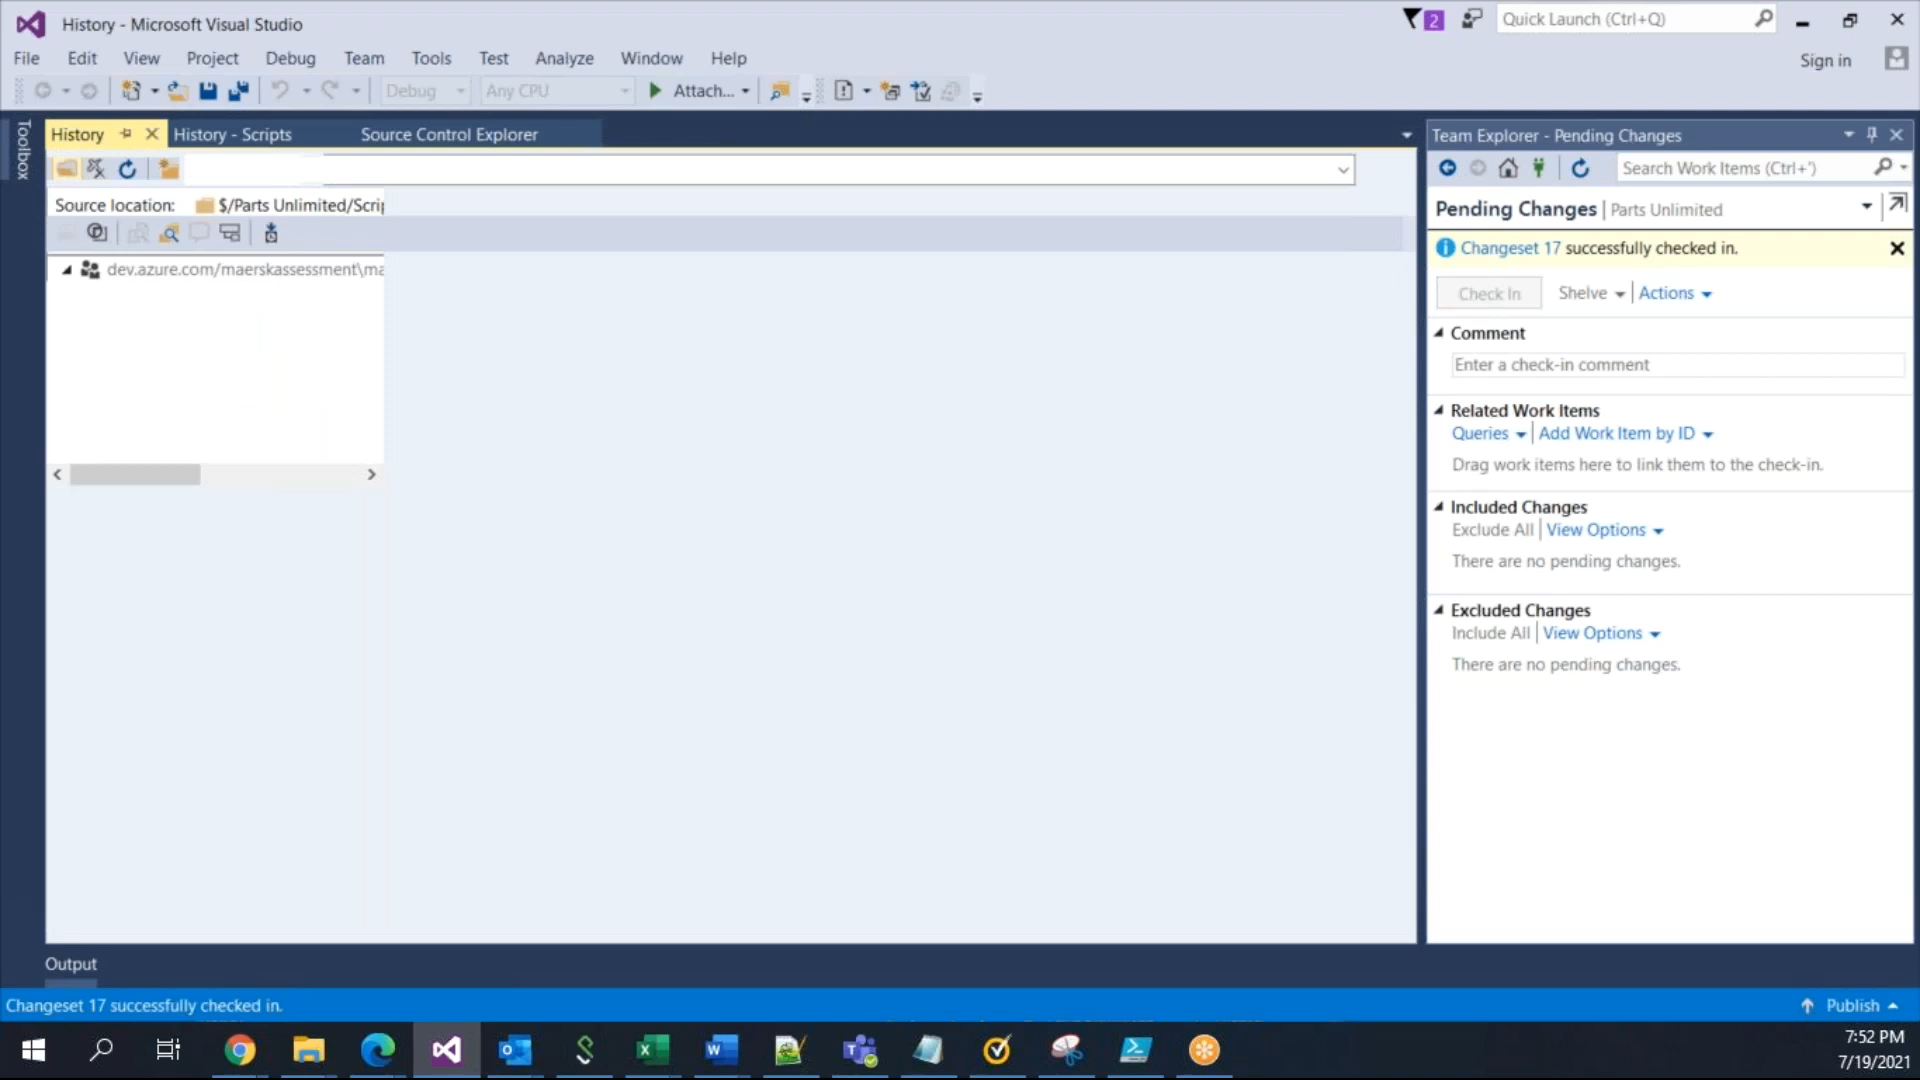 History - Microsoft Visual Studio
2
Quick Launch (Ctrl+Q)
File Edit View Project Debug Team Tools Test Analyze Window Help
Sign in
Debug Any CPU Attach...
Toolbox
History History - Scripts Source Control Explorer
Source location: $/Parts Unlimited/Scrip
dev.azure.com/maerskassessment\ma
Team Explorer - Pending Changes
Search Work Items (Ctrl+')
Pending Changes | Parts Unlimited
Changeset 17 successfully checked in.
Check In Shelve Actions
Comment
Enter a check-in comment
Related Work Items
Queries Add Work Item by ID
Drag work items here to link them to the check-in.
Included Changes
Exclude All View Options
There are no pending changes.
Excluded Changes
Include All View Options
There are no pending changes.
Output
Changeset 17 successfully checked in.
Publish
7:52 PM
7/19/2021